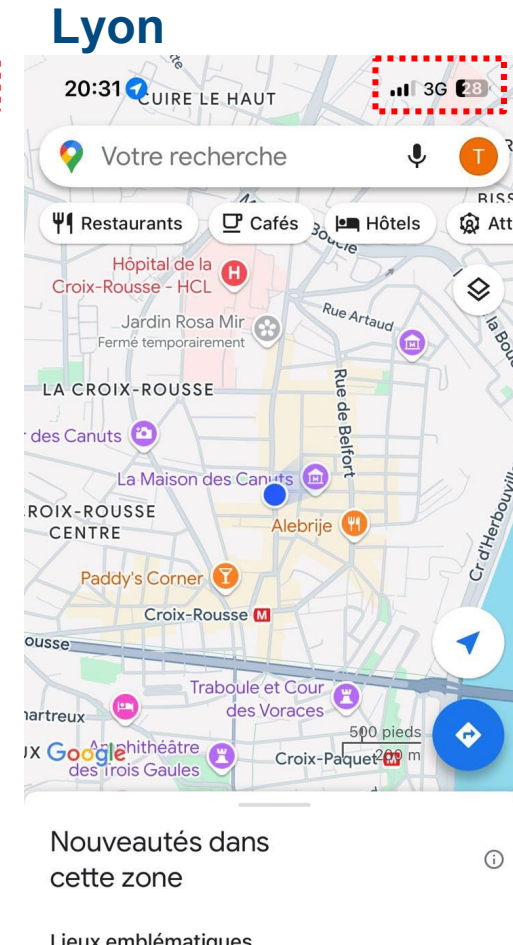 Lyon
20:31
3G 28
CUIRE LE HAUT
Votre recherche
T
BISS
Restaurants
Cafés
Hôtels
Att
Boucle
Hôpital de la
Croix-Rousse - HCL
H
Jardin Rosa Mir
Fermé temporairement
Rue Artaud
la Bou
LA CROIX-ROUSSE
Rue de Belfort
des Canuts
La Maison des Canuts
ROIX-ROUSSE
CENTRE
Alebrije
Cr d'Herbouville
Paddy's Corner
Croix-Rousse M
ousse
Traboule et Cour
des Voraces
hartreux
500 pieds
200 m
UX
Google
Amphithéâtre
des Trois Gaules
Croix-Paquet M
Nouveautés dans
cette zone
Lieux emblématiques